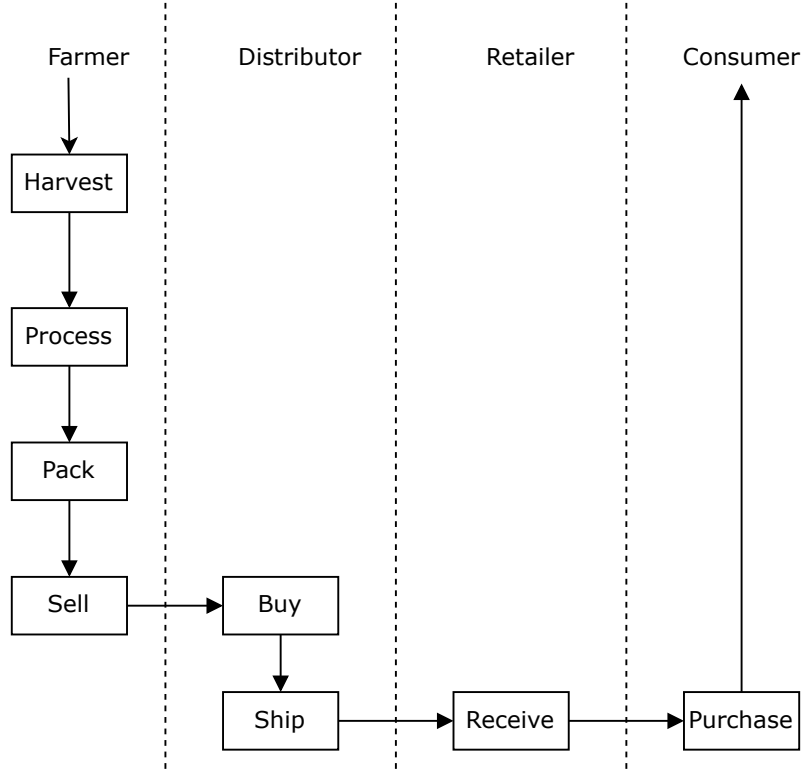 Farmer
Distributor
Retailer
Consumer
Harvest
Process
Pack
Sell
Buy
Ship
Receive
Purchase